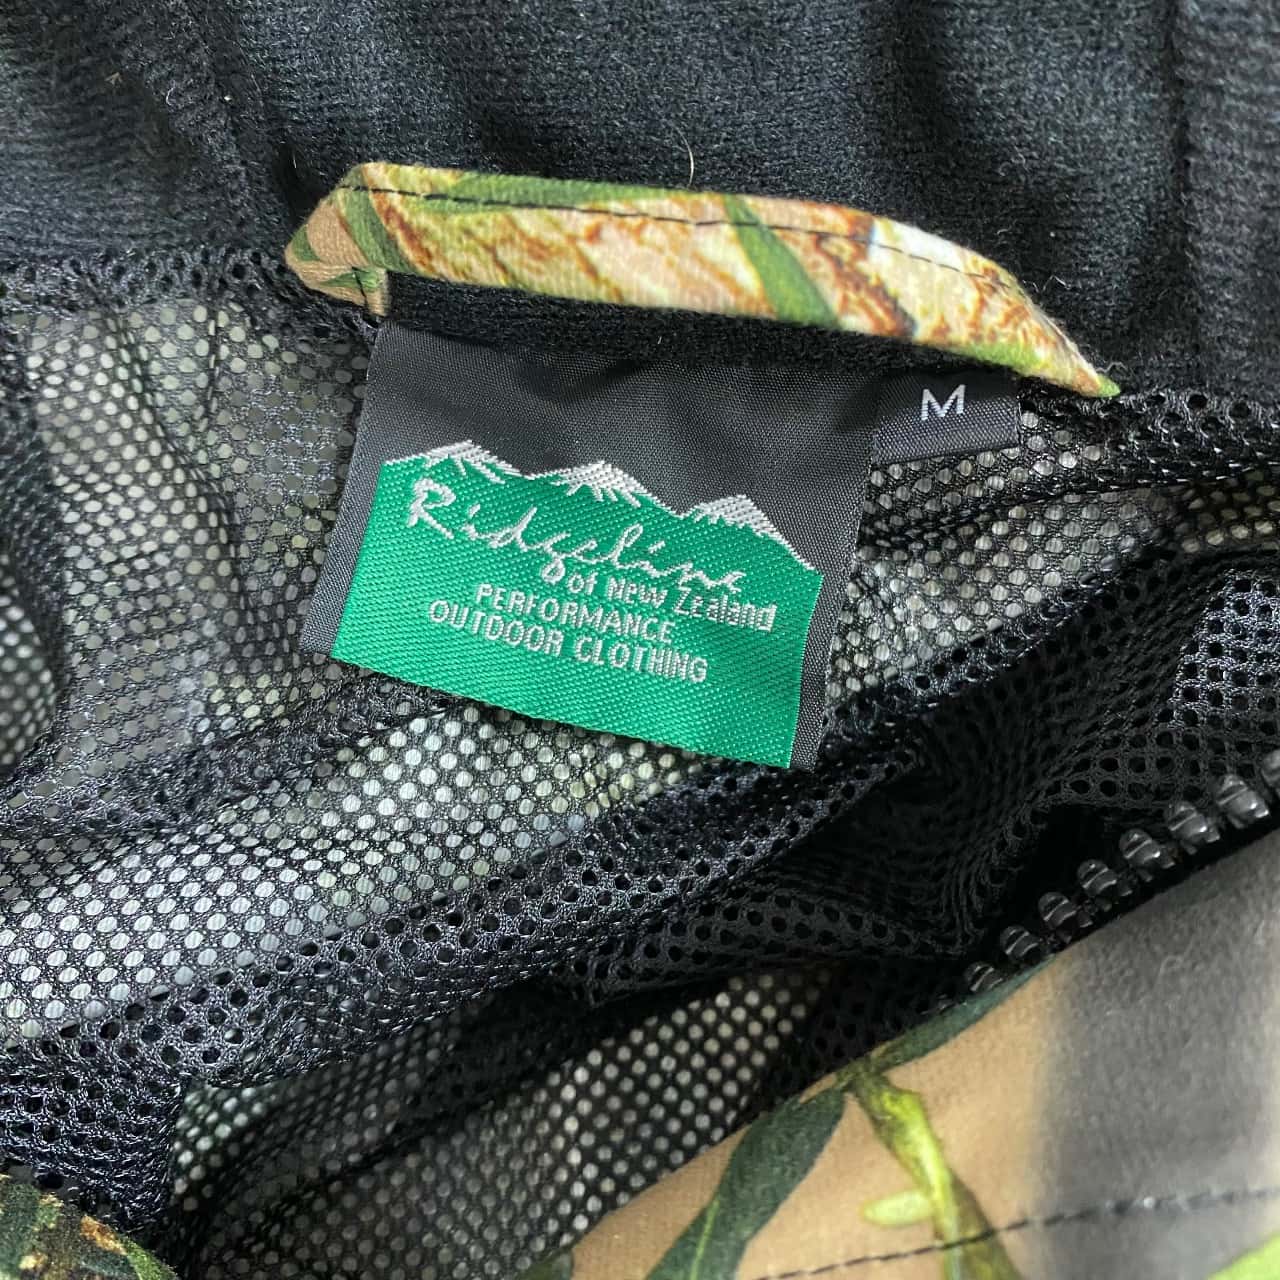 M
Ridgeline
of New Zealand
PERFORMANCE
OUTDOOR CLOTHING